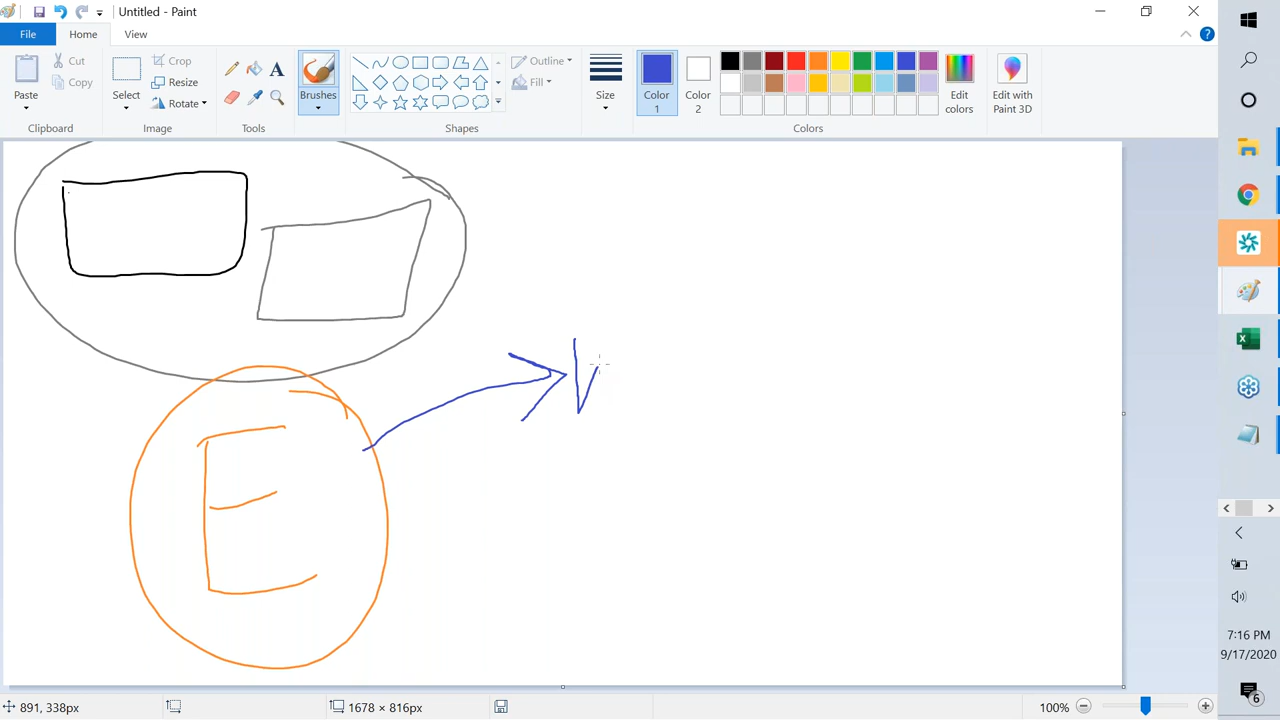 Untitled - Paint
File
Home
View
Paste
Cut
Copy
Clipboard
Select
Crop
Resize
Rotate
Image
Tools
Brushes
Shapes
Outline
Fill
Size
Color
1
Color
2
Edit
colors
Colors
Edit with
Paint 3D
E
891, 338px
1678 × 816px
100%
7:16 PM
9/17/2020
6